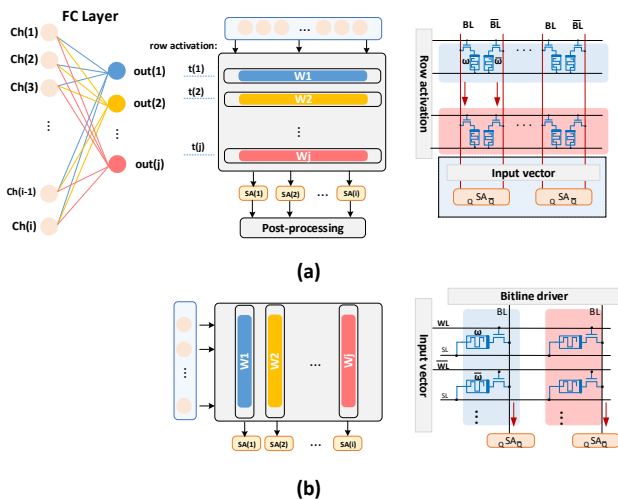 FC Layer
Ch(1)
Ch(2)
Ch(3)
⋮
Ch(i-1)
Ch(i)
out(1)
out(2)
⋮
out(j)
row activation:
...
t(1)
W1
t(2)
W2
⋮
t(j)
Wj
SA(1) SA(2) ... SA(i)
Post-processing
BL B̅L̅ BL B̅L̅
Row activation
ω ω̅ ...
...
Input vector
Q SA Q̅ Q SA Q̅
(a)
⋮
W1 W2 ... Wj
SA(1) SA(2) ... SA(i)
Bitline driver
BL BL
Input vector
WL
ω
SL
W̅L̅
ω̅
SL
⋮ ⋮
Q SA Q̅ Q SA Q̅
(b)